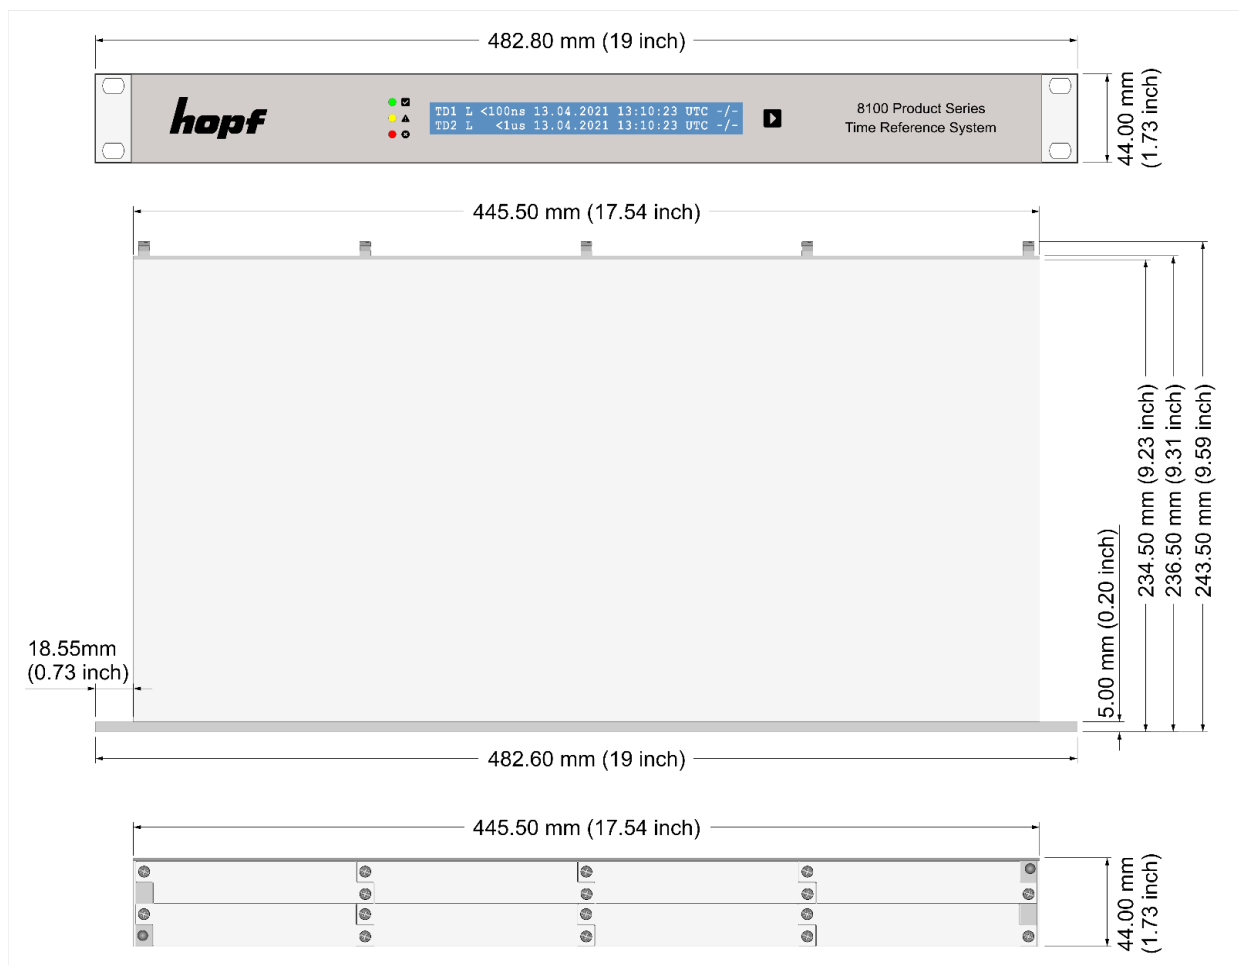 482.80 mm (19 inch)
hopf
TD1 L <100ns 13.04.2021 13:10:23 UTC -/-
TD2 L   <1us 13.04.2021 13:10:23 UTC -/-
8100 Product Series
Time Reference System
44.00 mm
(1.73 inch)
445.50 mm (17.54 inch)
234.50 mm (9.23 inch)
236.50 mm (9.31 inch)
243.50 mm (9.59 inch)
5.00 mm (0.20 inch)
18.55mm
(0.73 inch)
482.60 mm (19 inch)
445.50 mm (17.54 inch)
44.00 mm
(1.73 inch)